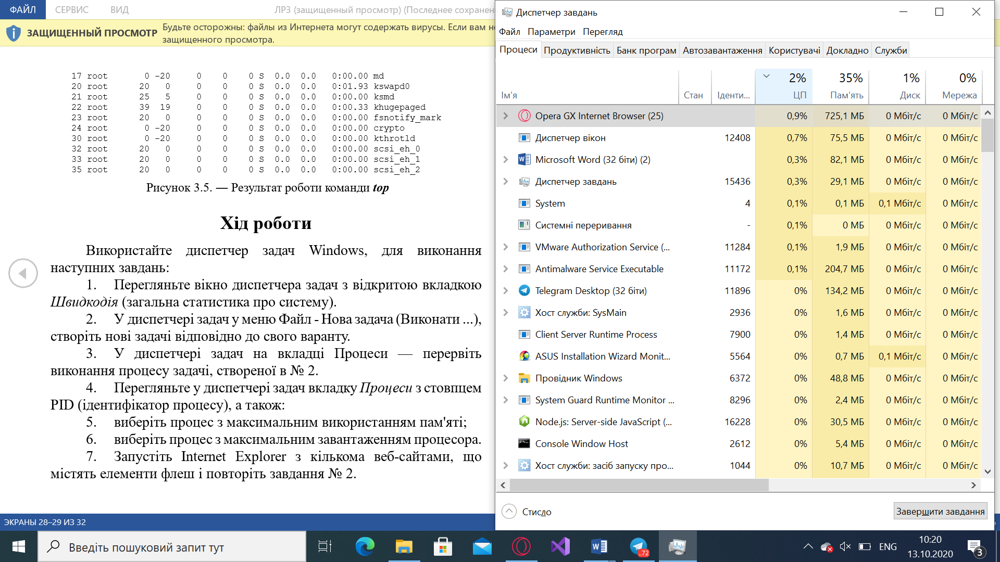 ФАЙЛ СЕРВИС ВИД ЛР3 (защищенный просмотр) (Последнее сохранен
ЗАЩИЩЕННЫЙ ПРОСМОТР Будьте осторожны: файлы из Интернета могут содержать вирусы. Если вам не
защищенного просмотра.
17 root 0 -20 0 0 0 S 0.0 0.0 0:00.00 md
20 root 20 0 0 0 0 S 0.0 0.0 0:01.93 kswapd0
21 root 25 5 0 0 0 S 0.0 0.0 0:00.00 ksmd
22 root 39 19 0 0 0 S 0.0 0.0 0:00.33 khugepaged
23 root 20 0 0 0 0 S 0.0 0.0 0:00.00 fsnotify_mark
24 root 0 -20 0 0 0 S 0.0 0.0 0:00.00 crypto
30 root 0 -20 0 0 0 S 0.0 0.0 0:00.00 kthrotld
32 root 20 0 0 0 0 S 0.0 0.0 0:00.00 scsi_eh_0
33 root 20 0 0 0 0 S 0.0 0.0 0:00.00 scsi_eh_1
35 root 20 0 0 0 0 S 0.0 0.0 0:00.00 scsi_eh_2
Рисунок 3.5. — Результат роботи команди top
Хід роботи
Використайте диспетчер задач Windows, для виконання
наступних завдань:
1. Перегляньте вікно диспетчера задач з відкритою вкладкою
Швидкодія (загальна статистика про систему).
2. У диспетчері задач у меню Файл - Нова задача (Виконати ...),
створіть нові задачі відповідно до свого варанту.
3. У диспетчері задач на вкладці Процеси — перервіть
виконання процесу задачі, створеної в № 2.
4. Перегляньте у диспетчері задач вкладку Процеси з стовпцем
PID (ідентифікатор процесу), а також:
5. виберіть процес з максимальним використанням пам'яті;
6. виберіть процес з максимальним завантаженням процесора.
7. Запустіть Internet Explorer з кількома веб-сайтами, що
містять елементи флеш і повторіть завдання № 2.
ЭКРАНЫ 28–29 ИЗ 32
Диспетчер завдань
Файл Параметри Перегляд
Процеси Продуктивність Банк програм Автозавантаження Користувачі Докладно Служби
2% 35% 1% 0%
Ім'я Стан Іденти... ЦП Пам'ять Диск Мережа
Opera GX Internet Browser (25) 0,9% 725,1 МБ 0 Мбіт/с 0 Мбіт/с
Диспетчер вікон 12408 0,7% 75,5 МБ 0 Мбіт/с 0 Мбіт/с
Microsoft Word (32 біти) (2) 0,3% 82,1 МБ 0 Мбіт/с 0 Мбіт/с
Диспетчер завдань 15436 0,3% 29,1 МБ 0 Мбіт/с 0 Мбіт/с
System 4 0,1% 0,1 МБ 0,1 Мбіт/с 0 Мбіт/с
Системні переривання - 0,1% 0 МБ 0 Мбіт/с 0 Мбіт/с
VMware Authorization Service (... 11284 0,1% 1,9 МБ 0 Мбіт/с 0 Мбіт/с
Antimalware Service Executable 11172 0,1% 204,7 МБ 0 Мбіт/с 0 Мбіт/с
Telegram Desktop (32 біти) 11896 0% 134,2 МБ 0 Мбіт/с 0 Мбіт/с
Хост служби: SysMain 2936 0% 1,6 МБ 0 Мбіт/с 0 Мбіт/с
Client Server Runtime Process 7900 0% 1,4 МБ 0 Мбіт/с 0 Мбіт/с
ASUS Installation Wizard Monit... 5564 0% 0,7 МБ 0,1 Мбіт/с 0 Мбіт/с
Провідник Windows 6372 0% 48,8 МБ 0 Мбіт/с 0 Мбіт/с
System Guard Runtime Monitor ... 8296 0% 2,4 МБ 0 Мбіт/с 0 Мбіт/с
Node.js: Server-side JavaScript (... 16228 0% 30,5 МБ 0 Мбіт/с 0 Мбіт/с
Console Window Host 2612 0% 5,4 МБ 0 Мбіт/с 0 Мбіт/с
Хост служби: засіб запуску про... 1044 0% 10,7 МБ 0 Мбіт/с 0 Мбіт/с
Стисло Завершити завдання
Введіть пошуковий запит тут
..72
ENG
10:20
13.10.2020
3